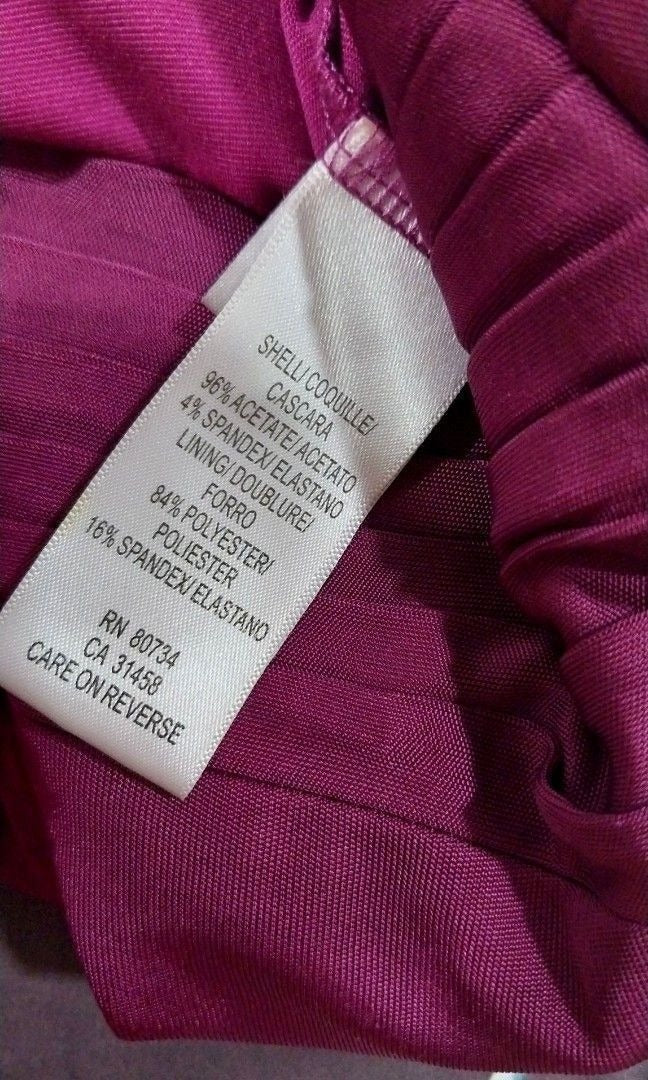 SHELL/ COQUILLE/
CASCARA
96% ACETATE/ ACETATO
4% SPANDEX/ ELASTANO
LINING/ DOUBLURE/
FORRO
84% POLYESTER/
POLIESTER
16% SPANDEX/ELASTANO
RN 80734
CA 31458
CARE ON REVERSE